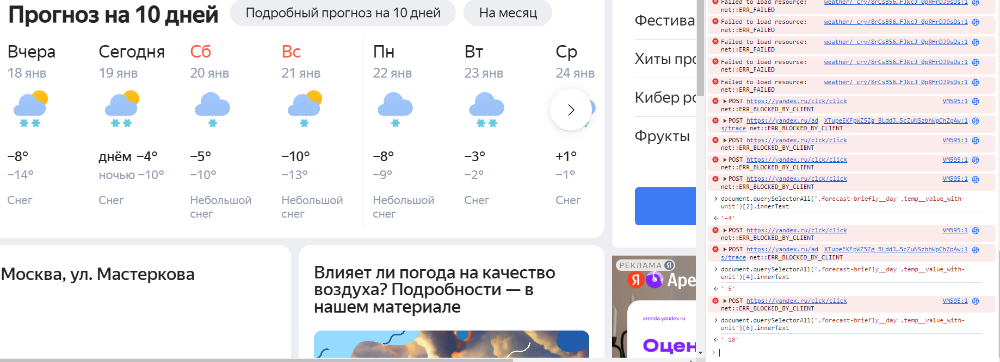 Прогноз на 10 дней
Подробный прогноз на 10 дней
На месяц
Вчера
18 янв
−8°
−14°
Снег
Сегодня
19 янв
днём −4°
ночью −10°
Снег
Сб
20 янв
−5°
−10°
Небольшой
снег
Вс
21 янв
−10°
−13°
Небольшой
снег
Пн
22 янв
−8°
−9°
Небольшой
снег
Вт
23 янв
−3°
−2°
Снег
Ср
24 янв
+1°
−1°
Снег
Москва, ул. Мастеркова
Влияет ли погода на качество
воздуха? Подробности — в
нашем материале
Фестива
Хиты про
Кибер ро
Фрукты
РЕКЛАМА Я
Я Аре
arenda.yandex.ru
Оцен
Failed to load resource: weather/_cry/8rCsB56…FJWcJ_0pRHrDJ9sDs:1
net::ERR_FAILED
Failed to load resource: weather/_cry/8rCsB56…FJWcJ_0pRHrDJ9sDs:1
net::ERR_FAILED
Failed to load resource: weather/_cry/8rCsB56…FJWcJ_0pRHrDJ9sDs:1
net::ERR_FAILED
Failed to load resource: weather/_cry/8rCsB56…FJWcJ_0pRHrDJ9sDs:1
net::ERR_FAILED
Failed to load resource: weather/_cry/8rCsB56…FJWcJ_0pRHrDJ9sDs:1
net::ERR_FAILED
POST https://yandex.ru/clck/click VM595:1
net::ERR_BLOCKED_BY_CLIENT
POST https://yandex.ru/ad XTupeEKFpWZ5Zg_BLddJ…5cZuNSzbhWpChZpAw:1
s/trace net::ERR_BLOCKED_BY_CLIENT
POST https://yandex.ru/clck/click VM595:1
net::ERR_BLOCKED_BY_CLIENT
POST https://yandex.ru/clck/click VM595:1
net::ERR_BLOCKED_BY_CLIENT
POST https://yandex.ru/clck/click VM595:1
net::ERR_BLOCKED_BY_CLIENT
document.querySelectorAll('.forecast-briefly__day .temp__value_with-
unit')[2].innerText
'−4'
POST https://yandex.ru/clck/click VM595:1
net::ERR_BLOCKED_BY_CLIENT
POST https://yandex.ru/ad XTupeEKFpWZ5Zg_BLddJ…5cZuNSzbhWpChZpAw:1
s/trace net::ERR_BLOCKED_BY_CLIENT
document.querySelectorAll('.forecast-briefly__day .temp__value_with-
unit')[4].innerText
'−5'
POST https://yandex.ru/clck/click VM595:1
net::ERR_BLOCKED_BY_CLIENT
document.querySelectorAll('.forecast-briefly__day .temp__value_with-
unit')[6].innerText
'−10'